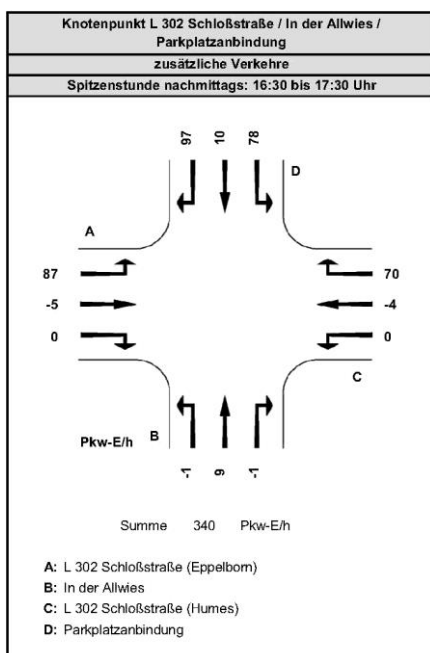 Knotenpunkt L 302 Schloßstraße / In der Allwies /
Parkplatzanbindung
zusätzliche Verkehre
Spitzenstunde nachmittags: 16:30 bis 17:30 Uhr
97 10 78
D
A
87 70
-5 -4
0 0
C
Pkw-E/h B
-1 9 -1
Summe 340 Pkw-E/h
A: L 302 Schloßstraße (Eppelborn)
B: In der Allwies
C: L 302 Schloßstraße (Humes)
D: Parkplatzanbindung